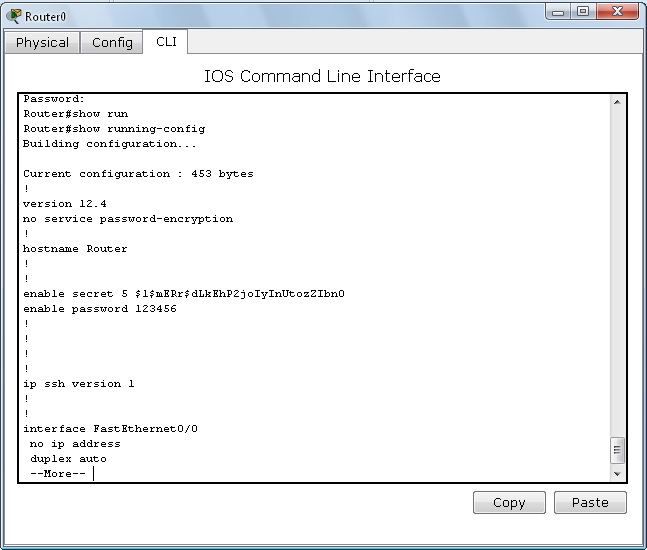 Router0
Physical Config CLI
IOS Command Line Interface
Password:
Router#show run
Router#show running-config
Building configuration...
Current configuration : 453 bytes
!
version 12.4
no service password-encryption
!
hostname Router
!
!
enable secret 5 $1$mERr$dLkEhP2joIyInUtozZIbn0
enable password 123456
!
!
!
!
ip ssh version 1
!
!
interface FastEthernet0/0
no ip address
duplex auto
--More--
Copy Paste